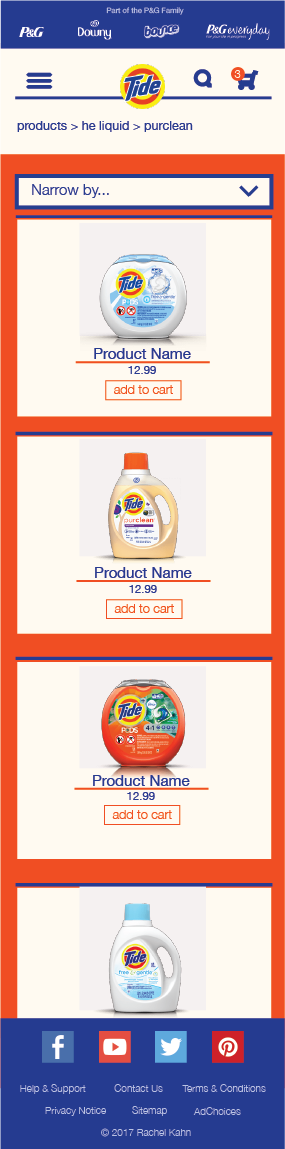 Part of the P&G Family
P&G
Downy
bounce
P&G everyday
Tide
3
products > he liquid > purclean
Narrow by...
Tide
PODS
free & gentle
Product Name
12.99
add to cart
Tide
purclean
Product Name
12.99
add to cart
Tide
PODS
4in1
Product Name
12.99
add to cart
Tide
free & gentle
Help & Support
Contact Us
Terms & Conditions
Privacy Notice
Sitemap
AdChoices
© 2017 Rachel Kahn